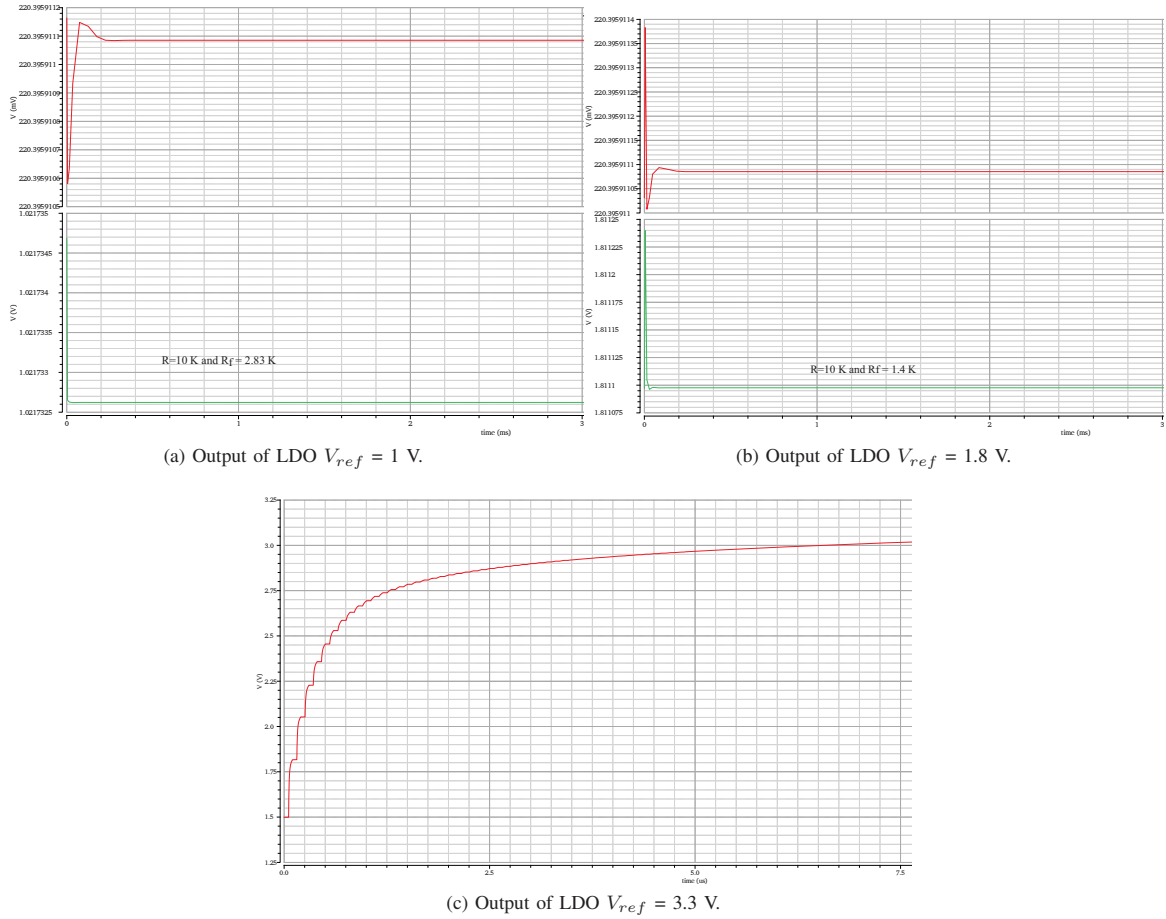 220.3959112
220.3959111
220.395911
220.3959109
220.3959108
220.3959107
220.3959106
220.3959105
V (mV)
1.021735
1.0217345
1.021734
1.0217335
1.021733
1.0217325
V (V)
R=10 K and Rf = 2.83 K
0 1 2 3
time (ms)
(a) Output of LDO Vref = 1 V.
220.3959114
220.39591135
220.3959113
220.39591125
220.3959112
220.39591115
220.3959111
220.39591105
220.395911
V (mV)
1.81125
1.811225
1.8112
1.811175
1.81115
1.811125
1.8111
1.811075
V (V)
R=10 K and Rf = 1.4 K
0 1 2 3
time (ms)
(b) Output of LDO Vref = 1.8 V.
3.25
3.0
2.75
2.5
2.25
2.0
1.75
1.5
1.25
V (V)
0.0 2.5 5.0 7.5
time (us)
(c) Output of LDO Vref = 3.3 V.